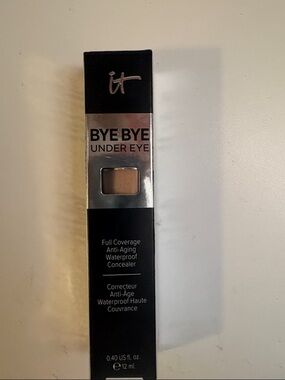 it
BYE BYE
UNDER EYE
Full Coverage
Anti-Aging
Waterproof
Concealer
Correcteur
Anti-Âge
Waterproof Haute
Couvrance
0.40 US fl. oz.
℮ 12 ml